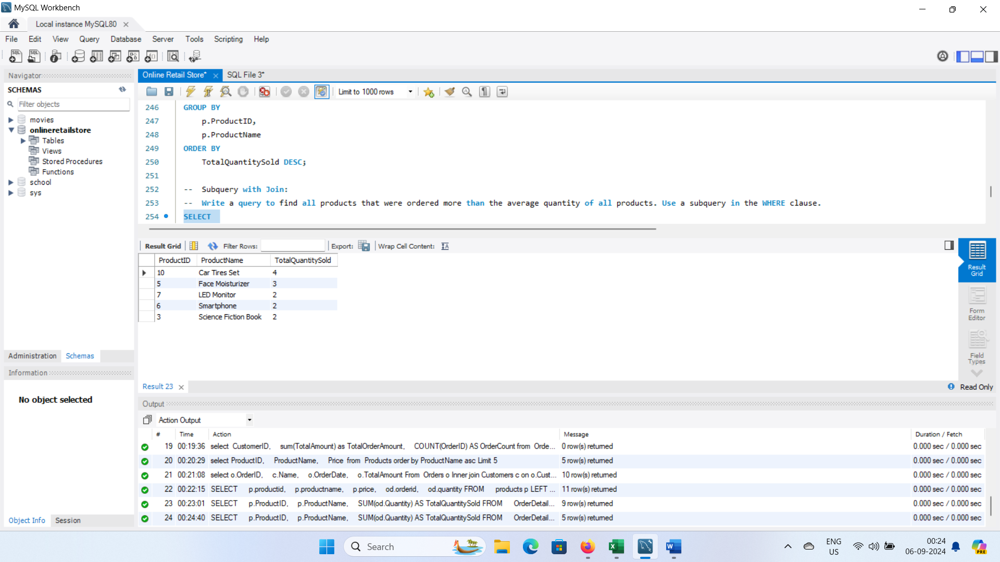 MySQL Workbench
Local instance MySQL80
File Edit View Query Database Server Tools Scripting Help
Navigator
SCHEMAS
Filter objects
movies
onlineretailstore
Tables
Views
Stored Procedures
Functions
school
sys
Administration Schemas
Information
No object selected
Object Info Session
Online Retail Store* SQL File 3*
Limit to 1000 rows
246 GROUP BY
247 p.ProductID,
248 p.ProductName
249 ORDER BY
250 TotalQuantitySold DESC;
251
252 -- Subquery with Join:
253 -- Write a query to find all products that were ordered more than the average quantity of all products. Use a subquery in the WHERE clause.
254 SELECT
Result Grid Filter Rows: Export: Wrap Cell Content:
ProductID ProductName TotalQuantitySold
10 Car Tires Set 4
5 Face Moisturizer 3
7 LED Monitor 2
6 Smartphone 2
3 Science Fiction Book 2
Result Grid
Form Editor
Field Types
Result 23
Read Only
Output
Action Output
# Time Action Message Duration / Fetch
19 00:19:36 select CustomerID, sum(TotalAmount) as TotalOrderAmount, COUNT(OrderID) AS OrderCount from Orde... 0 row(s) returned 0.000 sec / 0.000 sec
20 00:20:29 select ProductID, ProductName, Price from Products order by ProductName asc Limit 5 5 row(s) returned 0.000 sec / 0.000 sec
21 00:21:08 select o.OrderID, c.Name, o.OrderDate, o.TotalAmount From Orders o Inner join Customers c on o.Cust... 10 row(s) returned 0.000 sec / 0.000 sec
22 00:22:15 SELECT p.productid, p.productname, p.price, od.orderid, od.quantity FROM products p LEFT ... 11 row(s) returned 0.000 sec / 0.000 sec
23 00:23:01 SELECT p.ProductID, p.ProductName, SUM(od.Quantity) AS TotalQuantitySold FROM OrderDetail... 9 row(s) returned 0.000 sec / 0.000 sec
24 00:24:40 SELECT p.ProductID, p.ProductName, SUM(od.Quantity) AS TotalQuantitySold FROM OrderDetail... 5 row(s) returned 0.000 sec / 0.000 sec
Search
ENG
US
00:24
06-09-2024
PRE